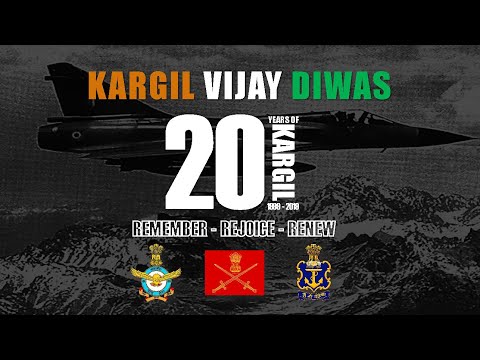 KARGIL VIJAY DIWAS
20
YEARS OF
KARGIL
1999 - 2019
REMEMBER - REJOICE - RENEW